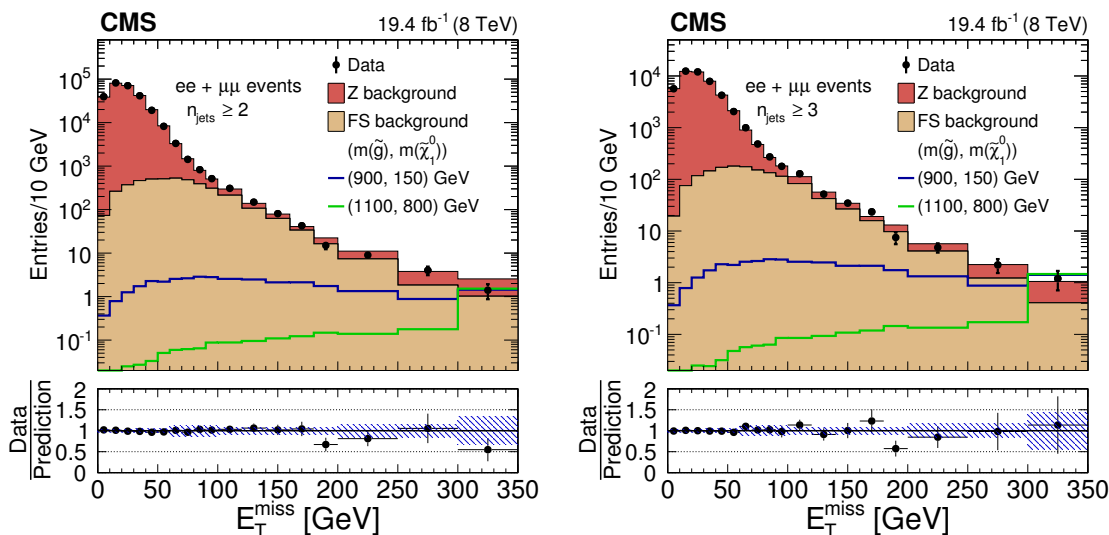 CMS
19.4 fb⁻¹ (8 TeV)
Entries/10 GeV
10⁵
10⁴
10³
10²
10
1
10⁻¹
ee + μμ events
n_jets ≥ 2
Data
Z background
FS background
(m(g̃), m(χ̃⁰₁))
(900, 150) GeV
(1100, 800) GeV
Data
Prediction
2
1.5
1
0.5
0
0 50 100 150 200 250 300 350
E_T^miss [GeV]
CMS
19.4 fb⁻¹ (8 TeV)
Entries/10 GeV
10⁴
10³
10²
10
1
10⁻¹
ee + μμ events
n_jets ≥ 3
Data
Z background
FS background
(m(g̃), m(χ̃⁰₁))
(900, 150) GeV
(1100, 800) GeV
Data
Prediction
2
1.5
1
0.5
0
0 50 100 150 200 250 300 350
E_T^miss [GeV]